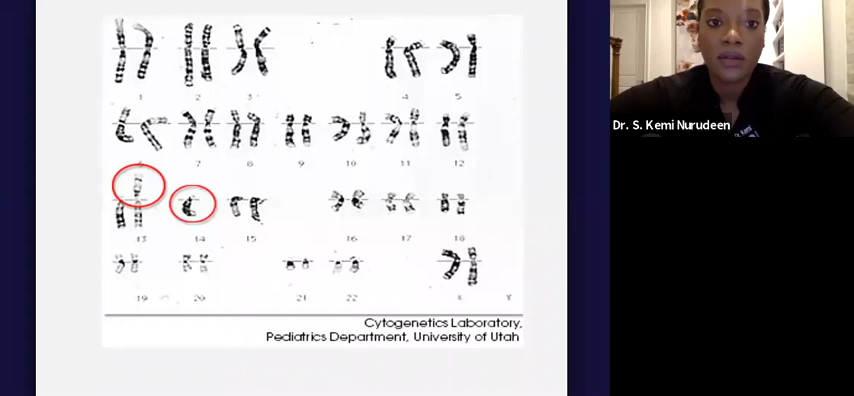 1 2 3 4 5
6 7 8 9 10 11 12
13 14 15 16 17 18
19 20 21 22 X Y
Cytogenetics Laboratory,
Pediatrics Department, University of Utah
Dr. S. Kemi Nurudeen